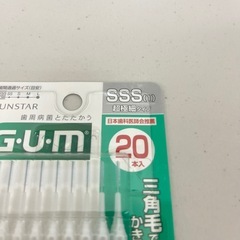 SSS(1)
超極細タイプ
SUNSTAR
歯周病菌とたたかう
G・U・M
日本歯科医師会推薦
20
本入
三角毛で
かき